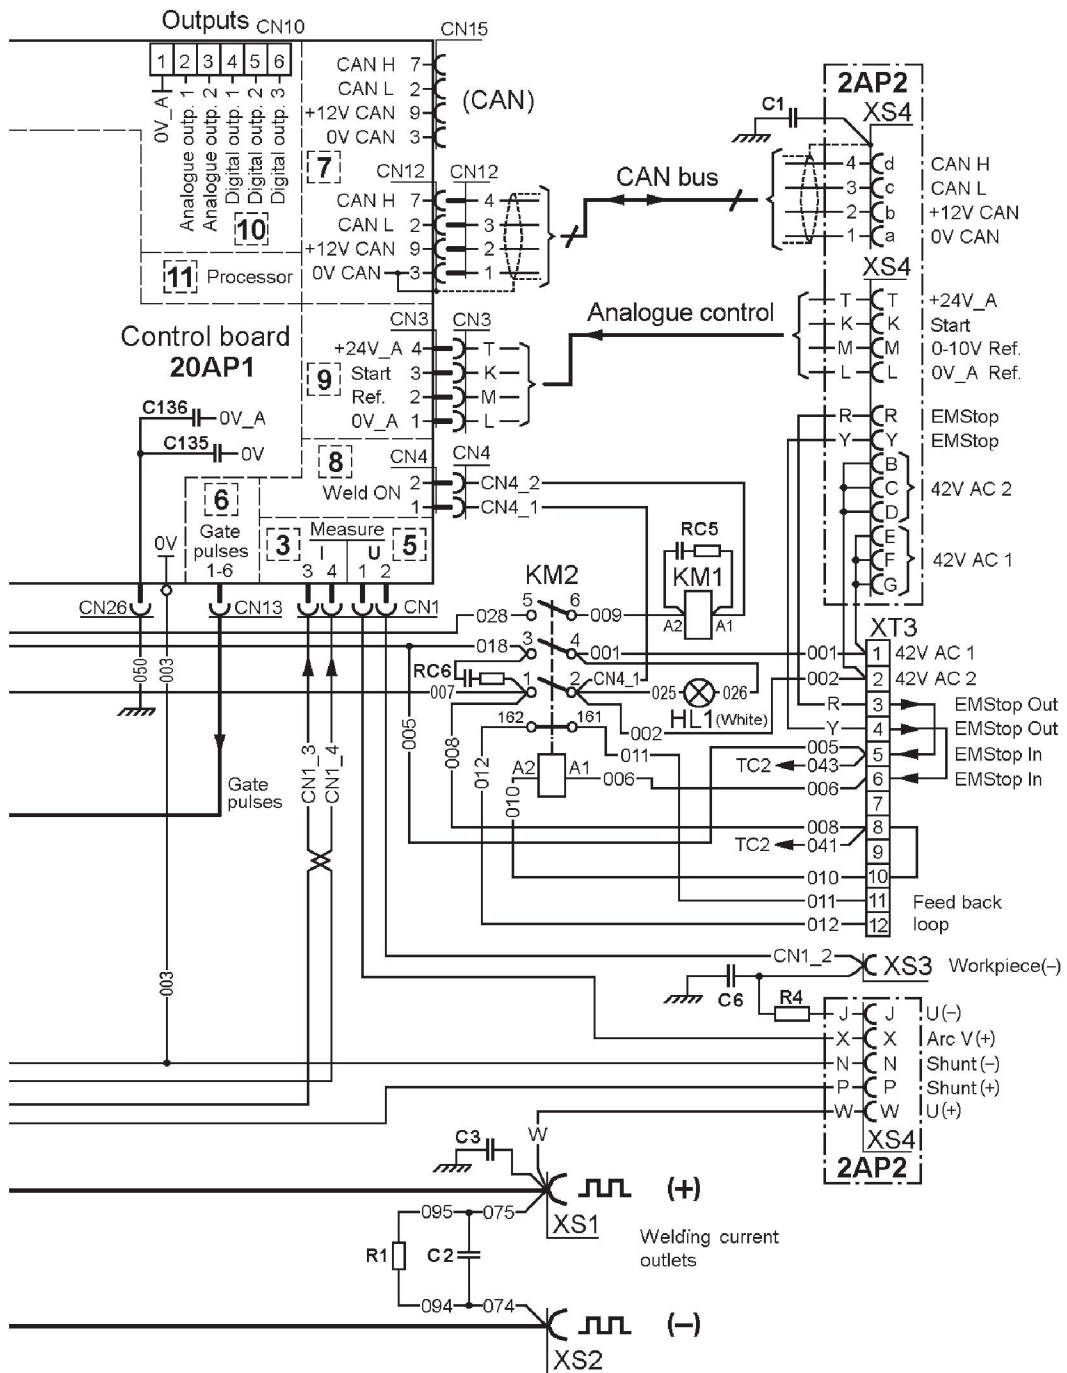 Outputs CN10
CN15
1 2 3 4 5 6
0V_A
Analogue outp. 1
Analogue outp. 2
Digital outp. 1
Digital outp. 2
Digital outp. 3
CAN H 7
CAN L 2
+12V CAN 9
0V CAN 3
(CAN)
7
10
11 Processor
CN12 CN12
CAN H 7 4
CAN L 2 3
+12V CAN 9 2
0V CAN 3 1
CAN bus
2AP2
C1
XS4
4 d CAN H
3 c CAN L
2 b +12V CAN
1 a 0V CAN
XS4
Analogue control
T T +24V_A
K K Start
M M 0-10V Ref.
L L 0V_A Ref.
R R EMStop
Y Y EMStop
B
C 42V AC 2
D
E
F 42V AC 1
G
Control board
20AP1
CN3 CN3
+24V_A 4 T
9 Start 3 K
Ref. 2 M
0V_A 1 L
C136 0V_A
C135 0V
8
Weld ON
CN4 CN4
2 CN4_2
1 CN4_1
6
Gate
pulses
1-6
0V
3 Measure 5
I U
3 4 1 2
CN26
CN13
CN1
050
003
RC5
KM1
A2 A1
KM2
028 5 6 009
018 3 4 001
RC6
007 1 2 CN4_1
025 026
HL1 (White)
002
162 161
011
A2 A1
006
005
008
012
010
CN1_3
CN1_4
Gate
pulses
XT3
001 1 42V AC 1
002 2 42V AC 2
R 3 EMStop Out
Y 4 EMStop Out
005 5 EMStop In
TC2 043
006 6 EMStop In
7
008 8
TC2 041
9
010 10
011 11 Feed back
012 12 loop
003
CN1_2 XS3 Workpiece(–)
C6
R4
J J U(–)
X X Arc V(+)
N N Shunt(–)
P P Shunt(+)
W W U(+)
XS4
2AP2
C3
W
(+)
XS1
095 075
R1
C2
Welding current
outlets
094 074
(–)
XS2